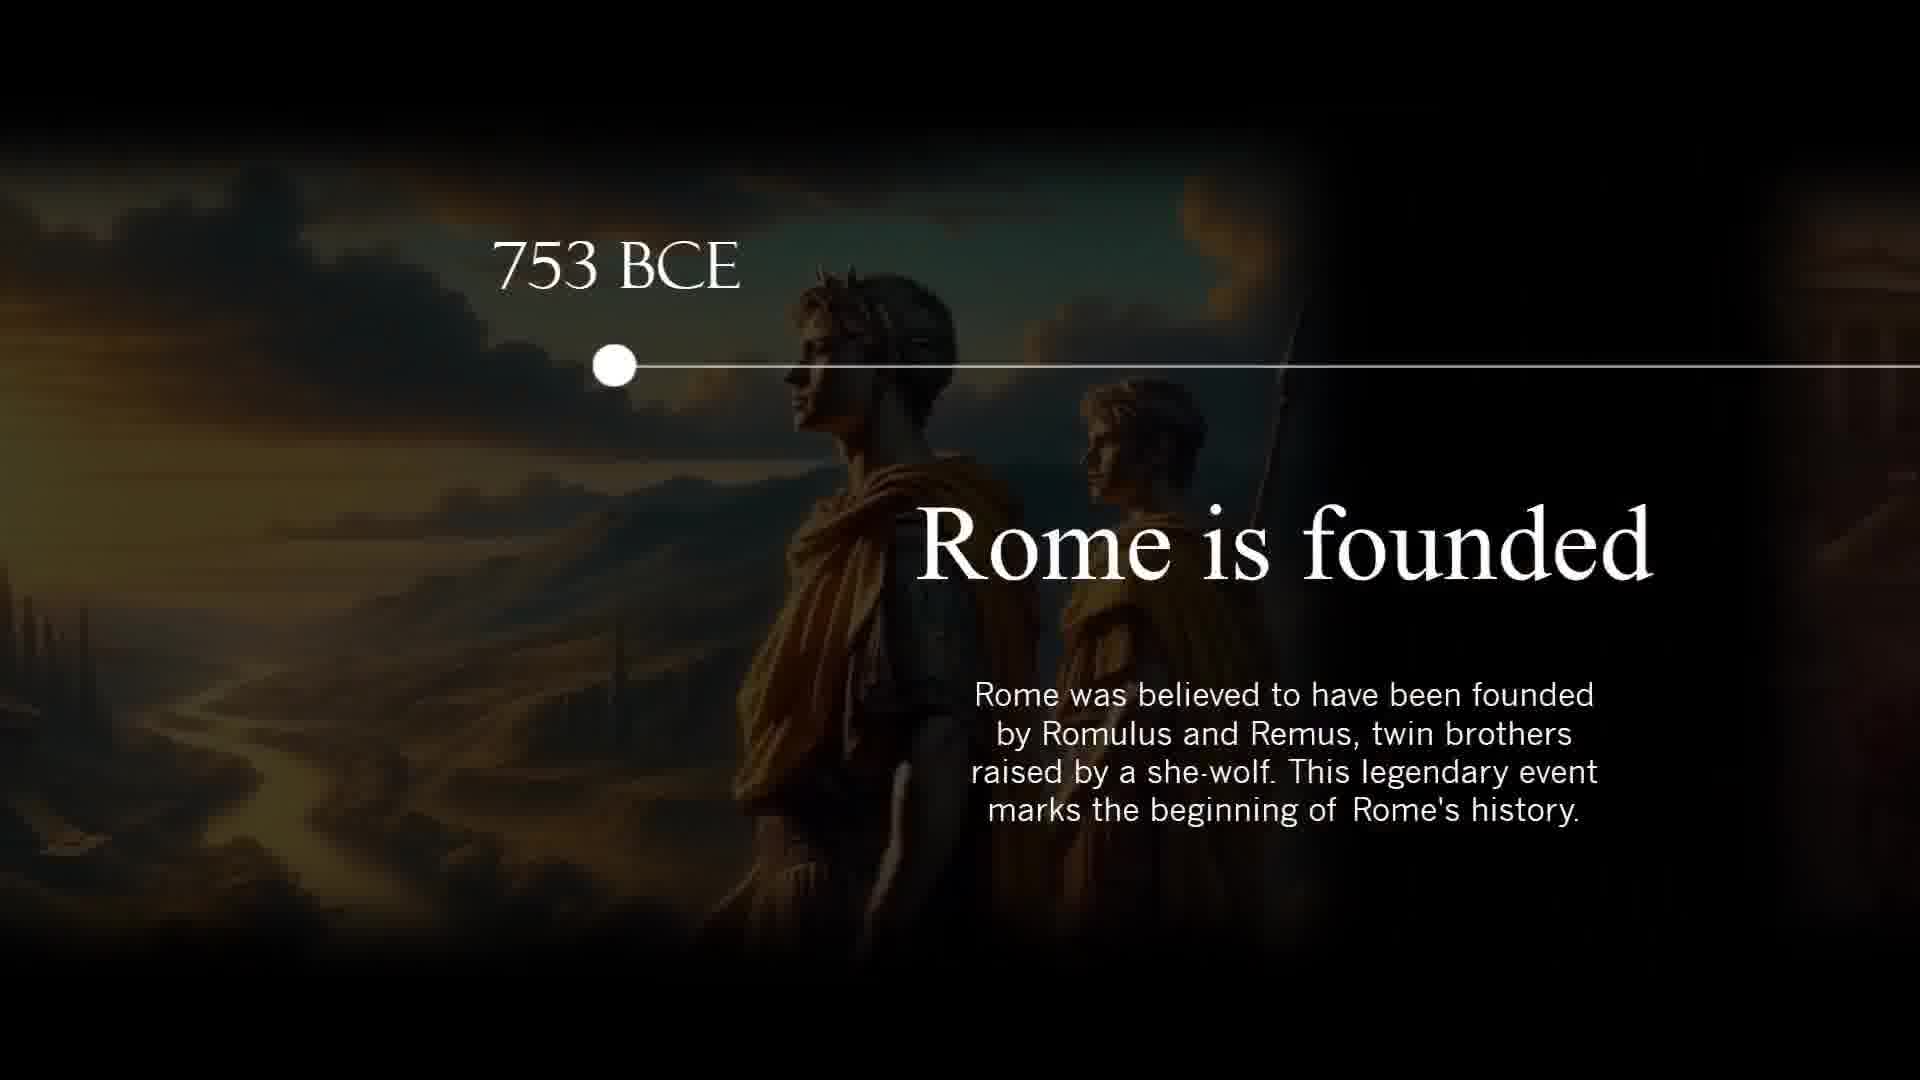 753 BCE
Rome is founded
Rome was believed to have been founded
by Romulus and Remus, twin brothers
raised by a she-wolf. This legendary event
marks the beginning of Rome's history.